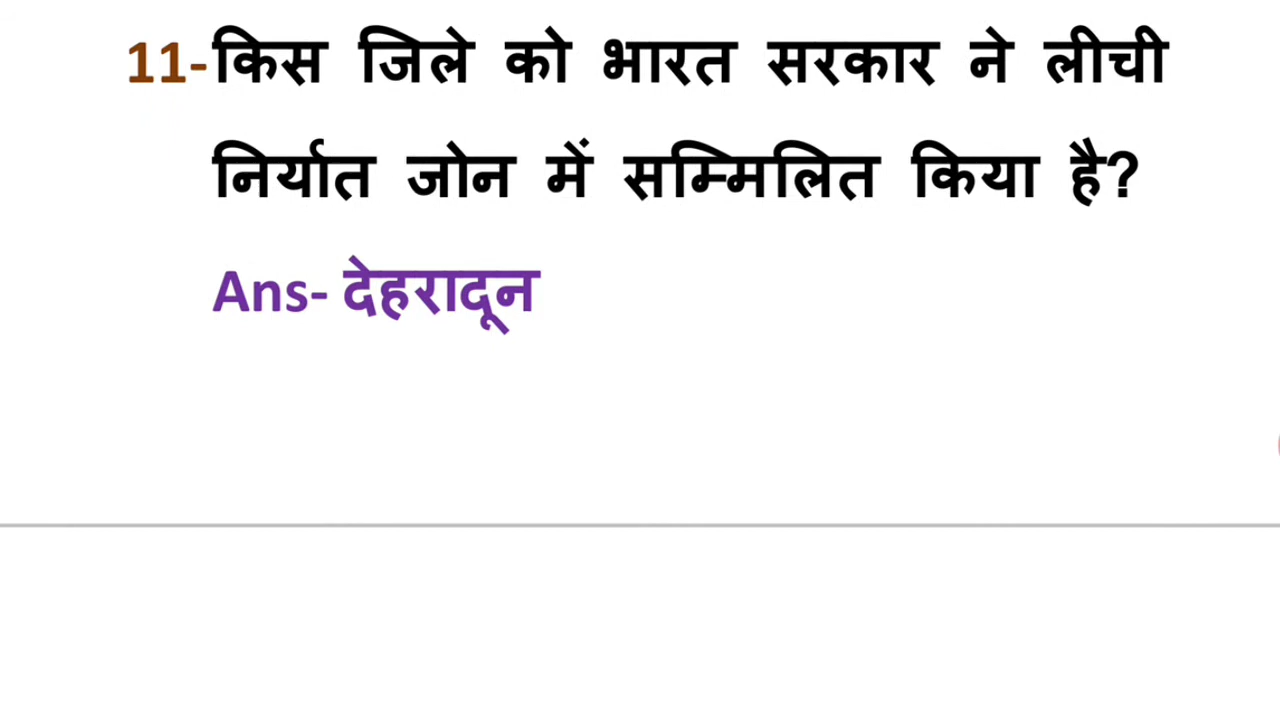 11-किस जिले को भारत सरकार ने लीची
निर्यात जोन में सम्मिलित किया है?
Ans- देहरादून